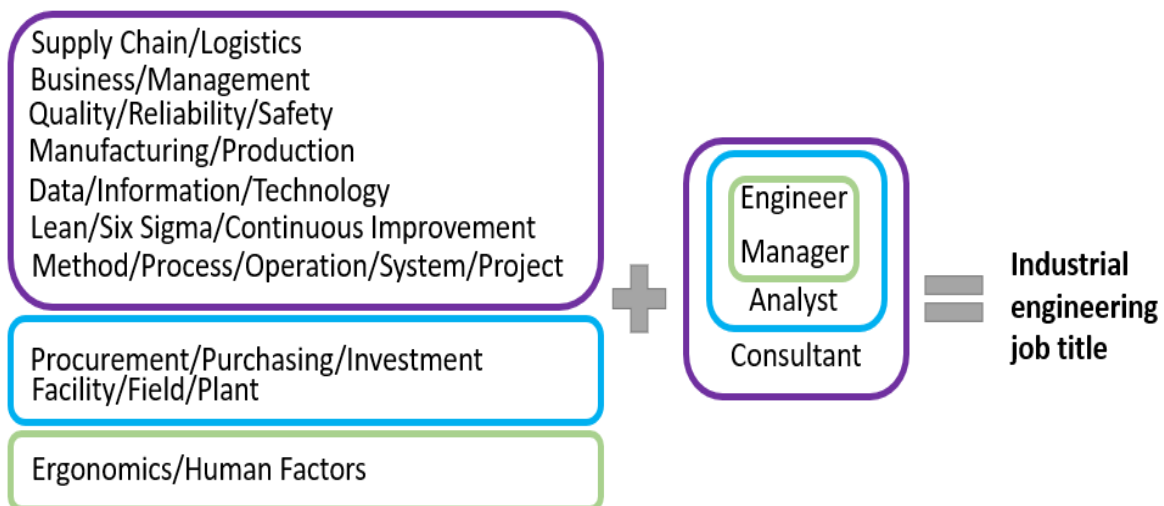 Supply Chain/Logistics
Business/Management
Quality/Reliability/Safety
Manufacturing/Production
Data/Information/Technology
Lean/Six Sigma/Continuous Improvement
Method/Process/Operation/System/Project
Procurement/Purchasing/Investment
Facility/Field/Plant
Ergonomics/Human Factors
Engineer
Manager
Analyst
Consultant
Industrial
engineering
job title